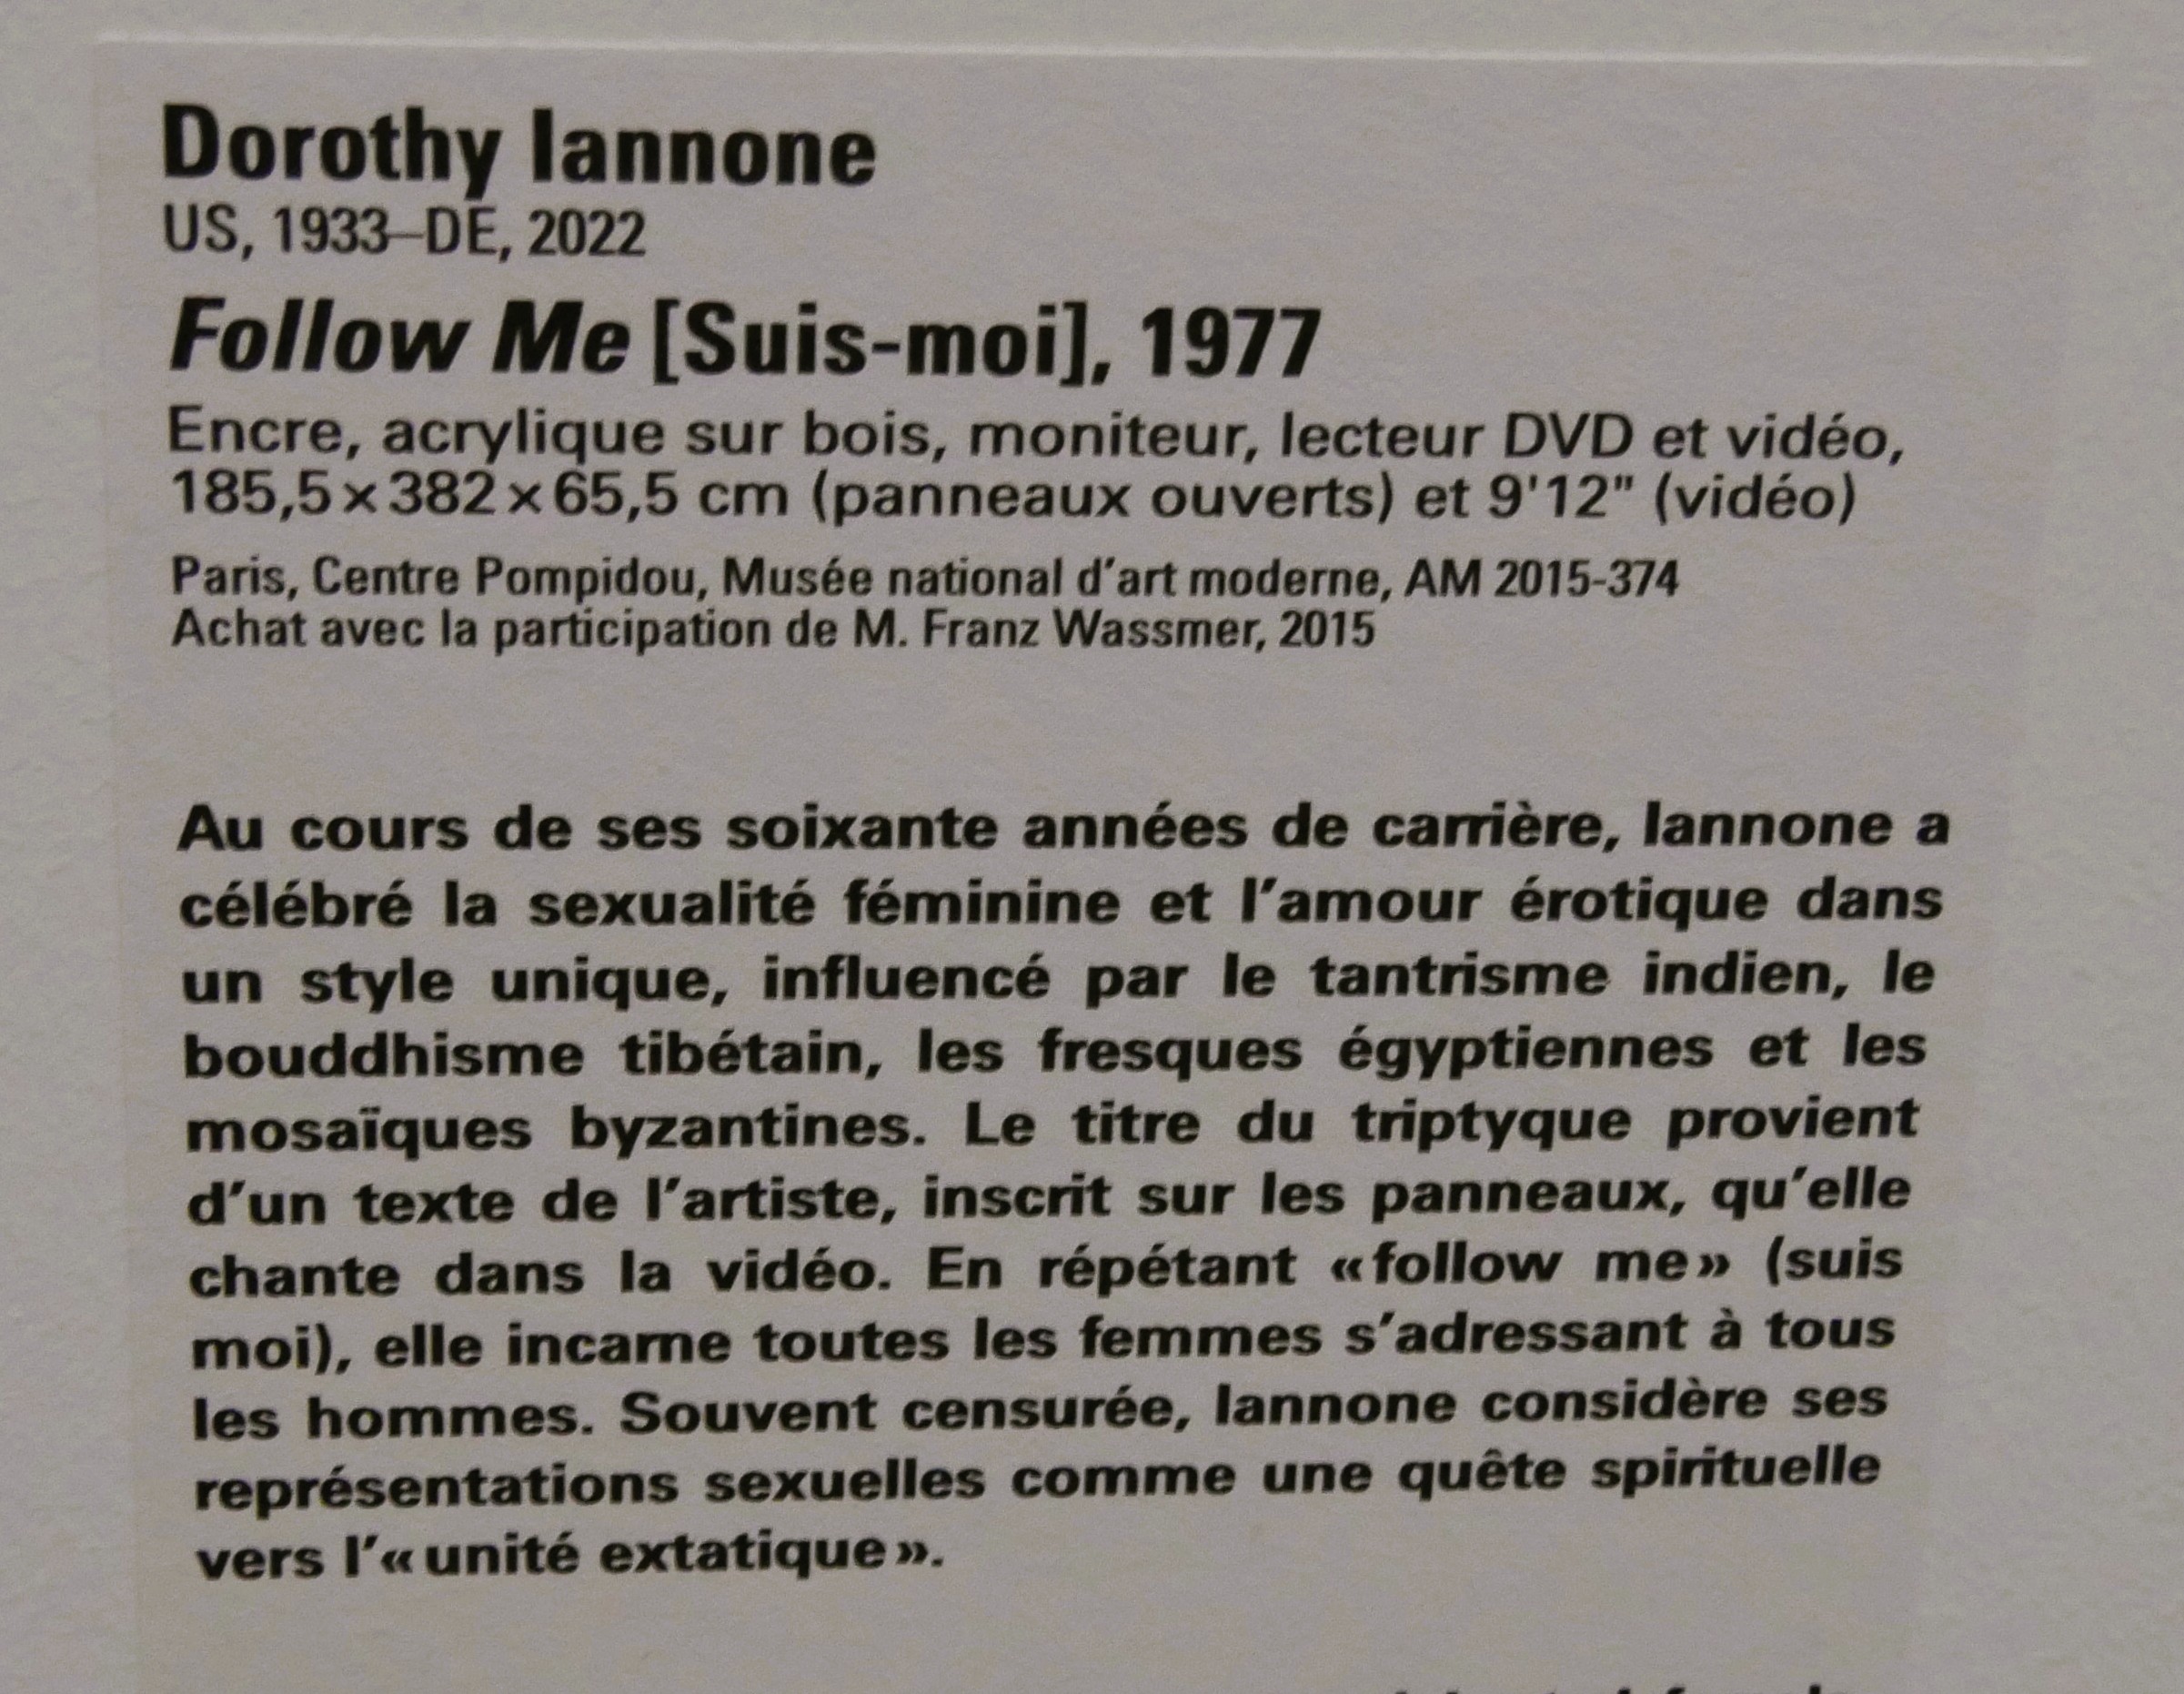 Dorothy Iannone
US, 1933–DE, 2022
Follow Me [Suis-moi], 1977
Encre, acrylique sur bois, moniteur, lecteur DVD et vidéo,
185,5 × 382 × 65,5 cm (panneaux ouverts) et 9'12" (vidéo)
Paris, Centre Pompidou, Musée national d’art moderne, AM 2015-374
Achat avec la participation de M. Franz Wassmer, 2015
Au cours de ses soixante années de carrière, Iannone a
célébré la sexualité féminine et l’amour érotique dans
un style unique, influencé par le tantrisme indien, le
bouddhisme tibétain, les fresques égyptiennes et les
mosaïques byzantines. Le titre du triptyque provient
d’un texte de l’artiste, inscrit sur les panneaux, qu’elle
chante dans la vidéo. En répétant « follow me » (suis
moi), elle incarne toutes les femmes s’adressant à tous
les hommes. Souvent censurée, Iannone considère ses
représentations sexuelles comme une quête spirituelle
vers l’« unité extatique ».